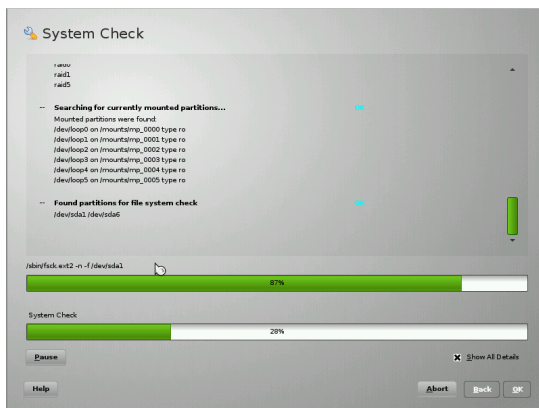 System Check
raid0
raid1
raid5
-- Searching for currently mounted partitions...
Mounted partitions were found:
/dev/loop0 on /mounts/mp_0000 type ro
/dev/loop1 on /mounts/mp_0001 type ro
/dev/loop2 on /mounts/mp_0002 type ro
/dev/loop3 on /mounts/mp_0003 type ro
/dev/loop4 on /mounts/mp_0004 type ro
/dev/loop5 on /mounts/mp_0005 type ro
-- Found partitions for file system check
/dev/sda1 /dev/sda6
/sbin/fsck.ext2 -n -f /dev/sda1
87%
System Check
28%
Pause
Show All Details
Help
Abort
Back
OK